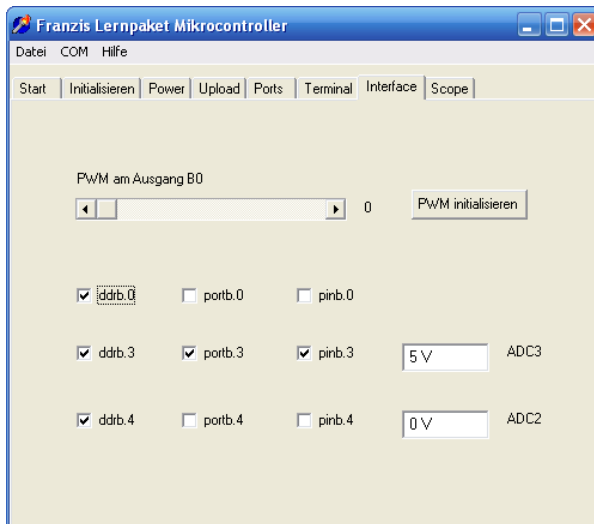 Franzis Lernpaket Mikrocontroller
Datei COM Hilfe
Start Initialisieren Power Upload Ports Terminal Interface Scope
PWM am Ausgang B0
0 PWM initialisieren
ddrb.0 portb.0 pinb.0
ddrb.3 portb.3 pinb.3 5 V ADC3
ddrb.4 portb.4 pinb.4 0 V ADC2